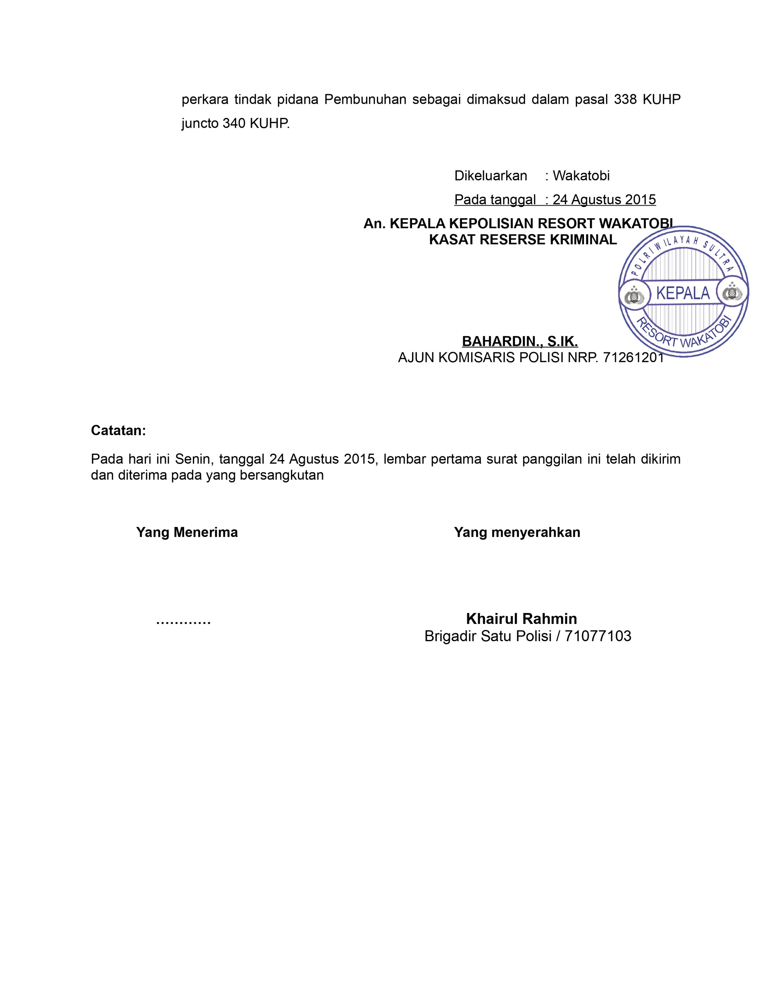 perkara tindak pidana Pembunuhan sebagai dimaksud dalam pasal 338 KUHP
juncto 340 KUHP.
Dikeluarkan : Wakatobi
Pada tanggal : 24 Agustus 2015
An. KEPALA KEPOLISIAN RESORT WAKATOBI
KASAT RESERSE KRIMINAL
POLRI WILAYAH SULTRA
KEPALA
RESORT WAKATOBI
BAHARDIN., S.IK.
AJUN KOMISARIS POLISI NRP. 71261201
Catatan:
Pada hari ini Senin, tanggal 24 Agustus 2015, lembar pertama surat panggilan ini telah dikirim
dan diterima pada yang bersangkutan
Yang Menerima Yang menyerahkan
………… Khairul Rahmin
Brigadir Satu Polisi / 71077103